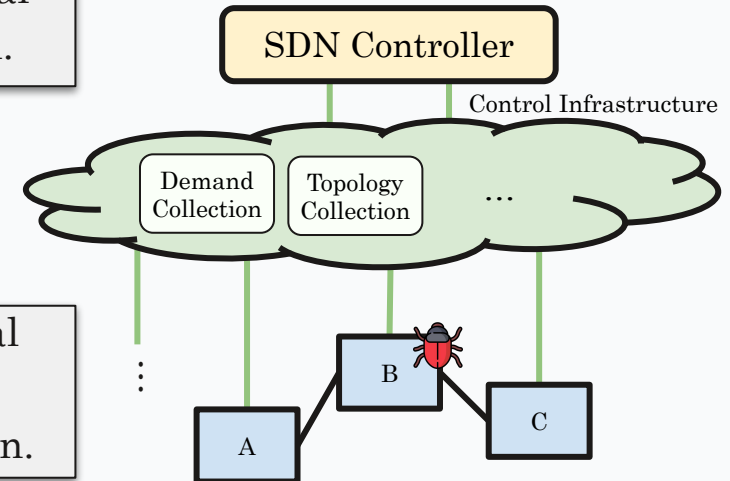 SDN Controller
Control Infrastructure
Demand
Collection
Topology
Collection
...
B
C
A